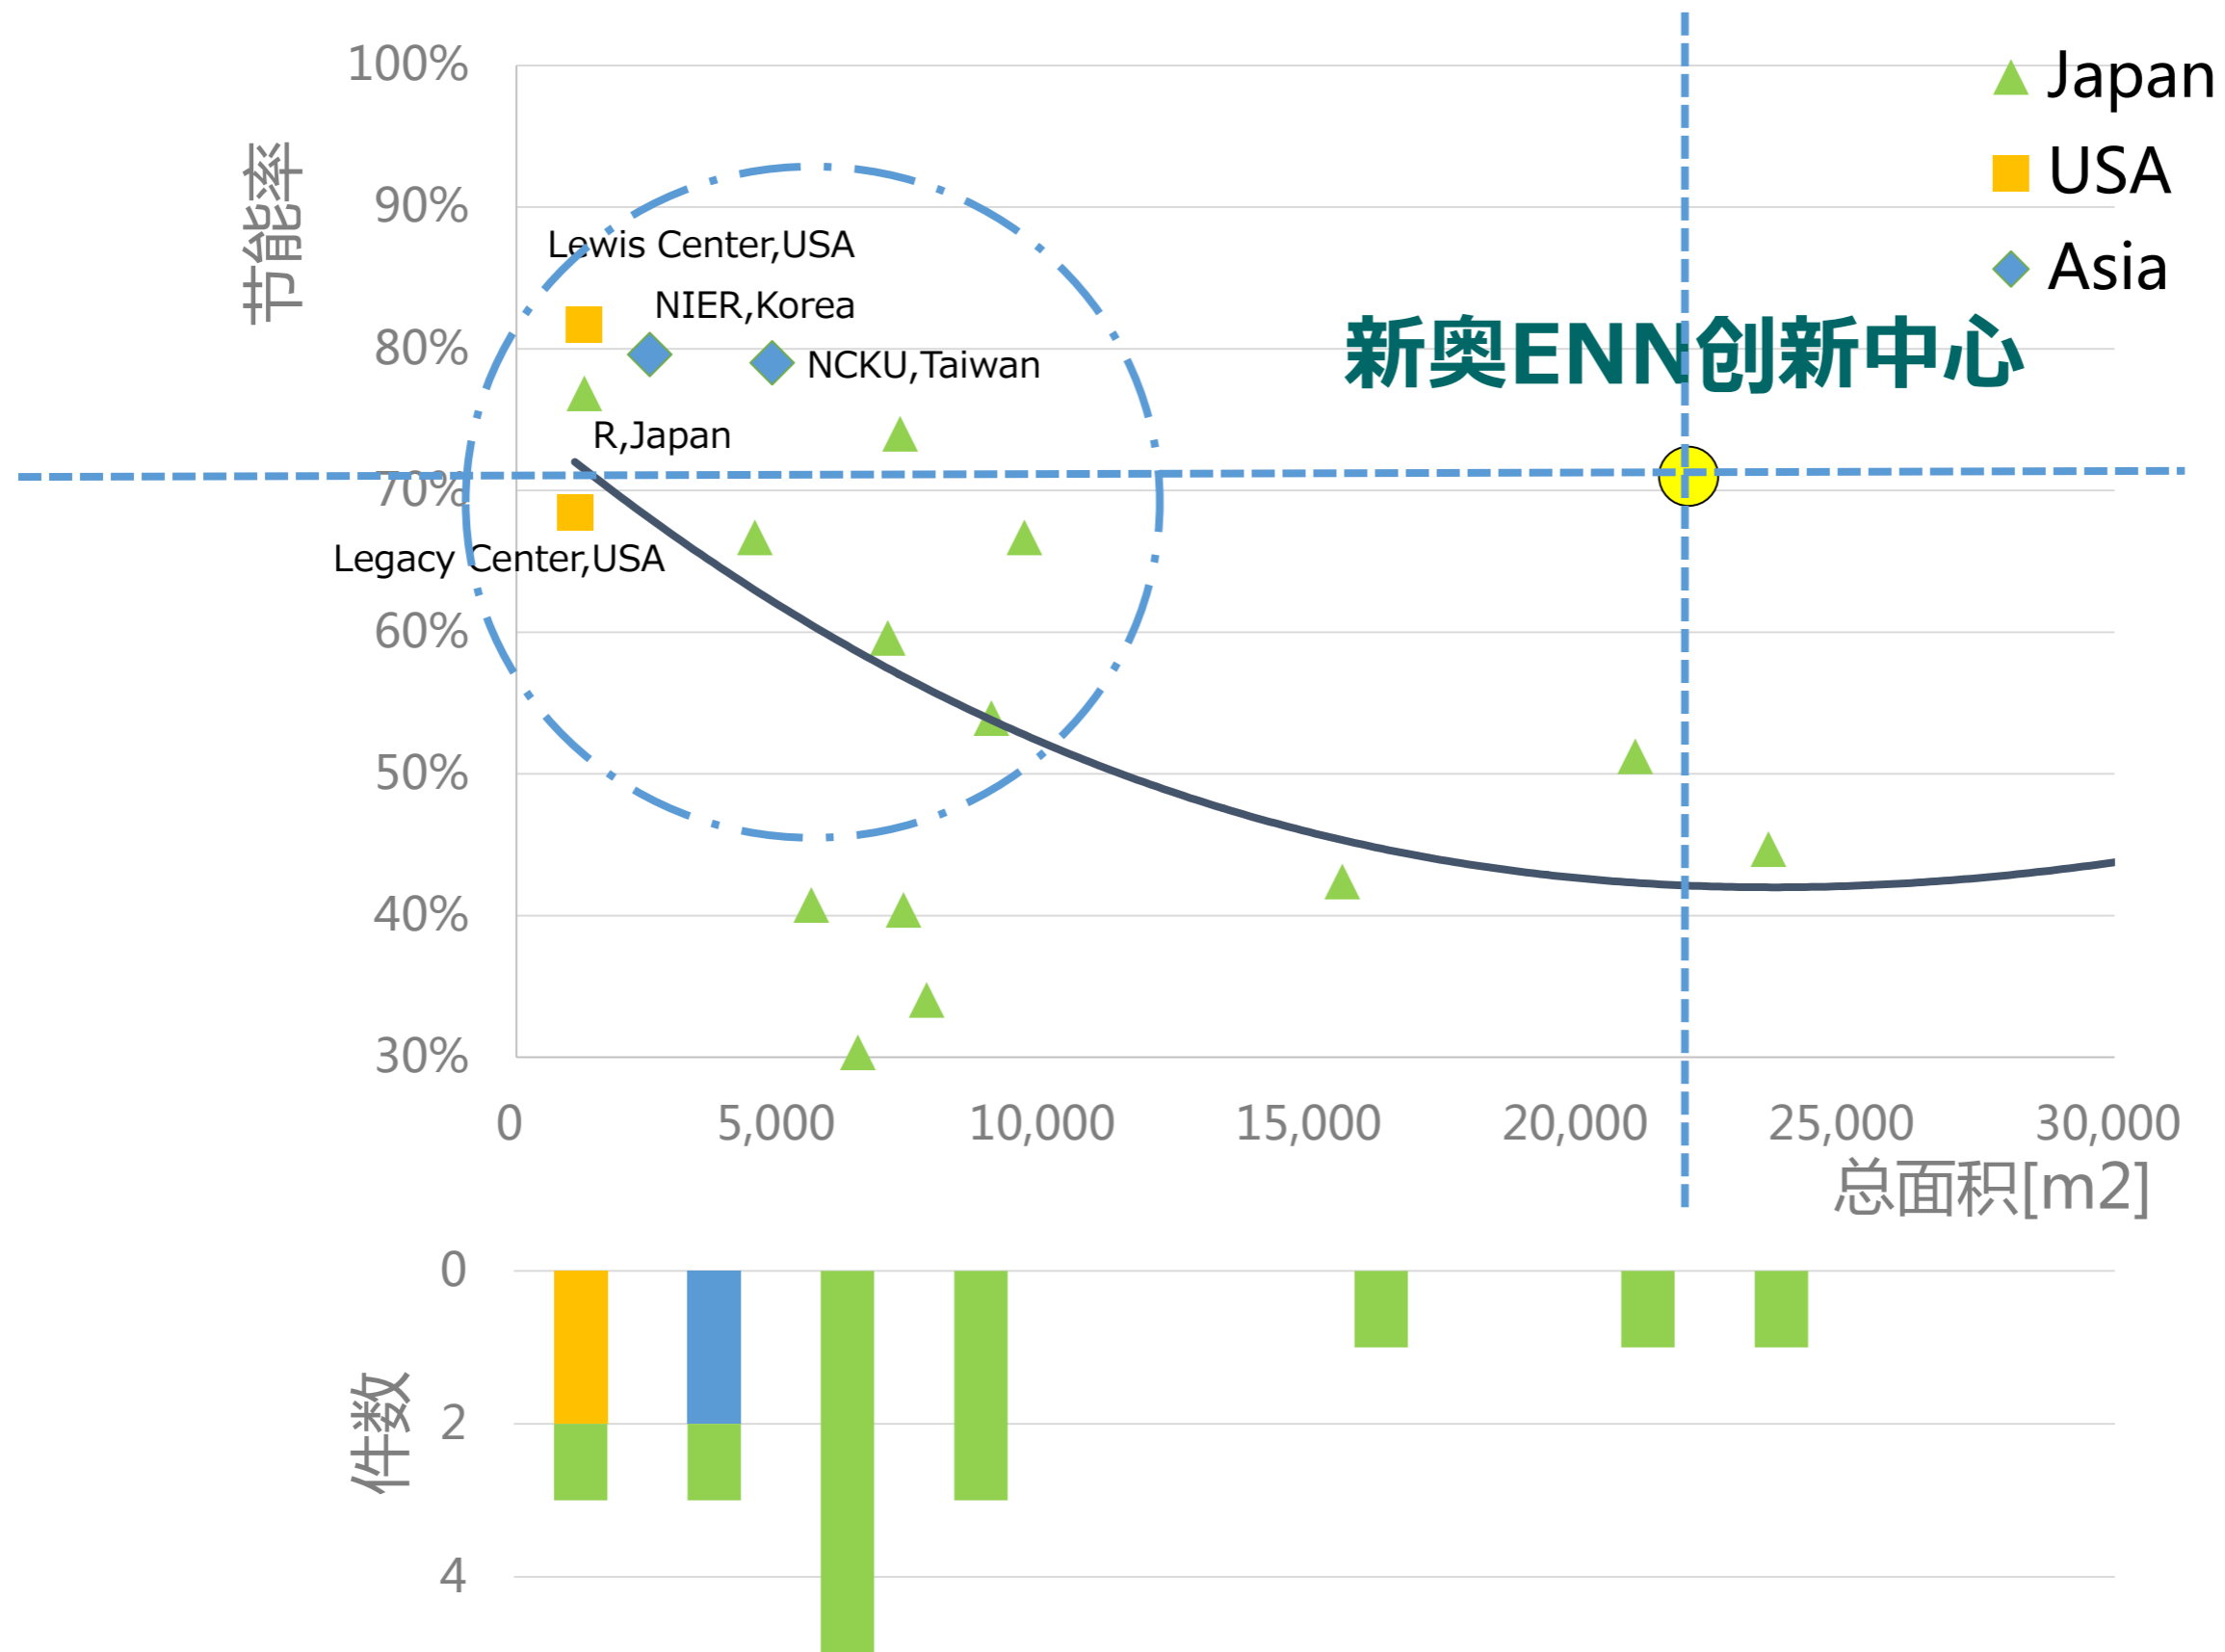 100%
Japan
节能率
USA
90%
Lewis Center,USA
Asia
NIER,Korea
80%
NCKU,Taiwan
新奥ENN创新中心
R,Japan
70%
Legacy Center,USA
60%
50%
40%
30%
0 5,000 10,000 15,000 20,000 25,000 30,000
总面积[m2]
0
件数
2
4